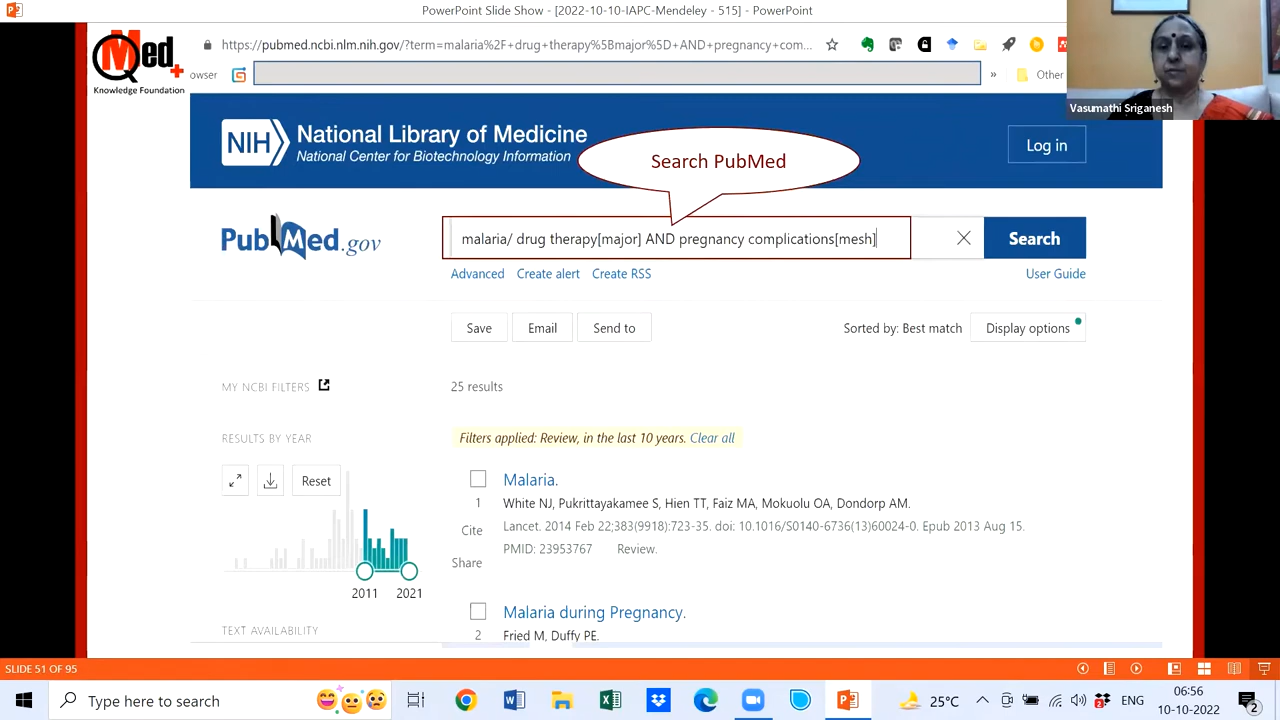 PowerPoint Slide Show - [2022-10-10-IAPC-Mendeley - 515] - PowerPoint
QMed
Knowledge Foundation
https://pubmed.ncbi.nlm.nih.gov/?term=malaria%2F+drug+therapy%5Bmajor%5D+AND+pregnancy+com...
owser
»
Other
Vasumathi Sriganesh
NIH
National Library of Medicine
National Center for Biotechnology Information
Log in
Search PubMed
PubMed.gov
malaria/ drug therapy[major] AND pregnancy complications[mesh]
Search
Advanced Create alert Create RSS
User Guide
Save Email Send to
Sorted by: Best match
Display options
MY NCBI FILTERS
25 results
RESULTS BY YEAR
Filters applied: Review, in the last 10 years. Clear all
Reset
2011 2021
TEXT AVAILABILITY
Malaria.
1
White NJ, Pukrittayakamee S, Hien TT, Faiz MA, Mokuolu OA, Dondorp AM.
Cite
Lancet. 2014 Feb 22;383(9918):723-35. doi: 10.1016/S0140-6736(13)60024-0. Epub 2013 Aug 15.
PMID: 23953767 Review.
Share
Malaria during Pregnancy.
2
Fried M, Duffy PE.
SLIDE 51 OF 95
Type here to search
25°C
ENG
06:56
10-10-2022
2